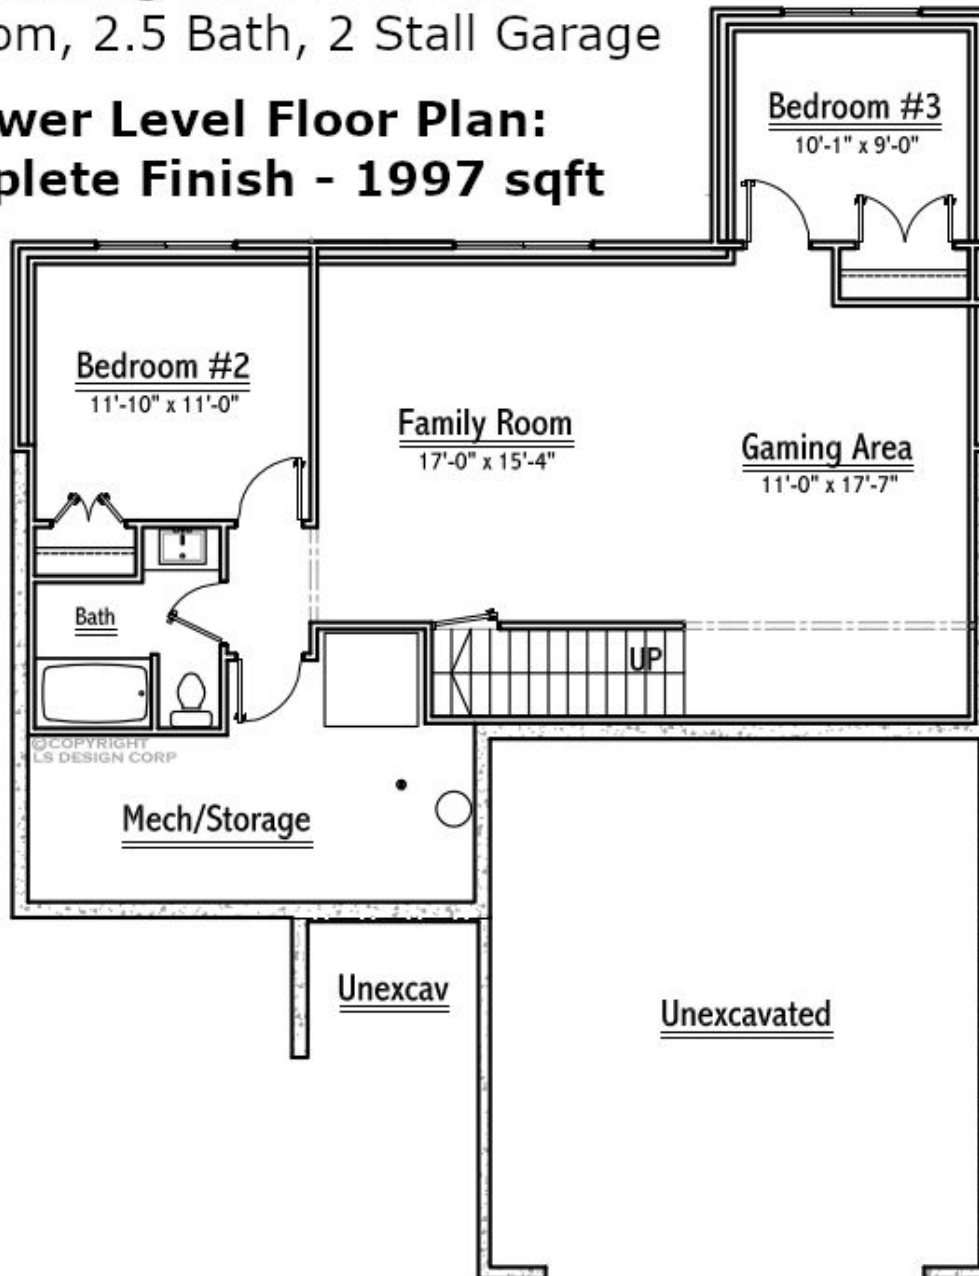 om, 2.5 Bath, 2 Stall Garage
wer Level Floor Plan:
plete Finish - 1997 sqft
Bedroom #3
10'-1" x 9'-0"
Bedroom #2
11'-10" x 11'-0"
Family Room
17'-0" x 15'-4"
Gaming Area
11'-0" x 17'-7"
Bath
UP
©COPYRIGHT
LS DESIGN CORP
Mech/Storage
Unexcav
Unexcavated